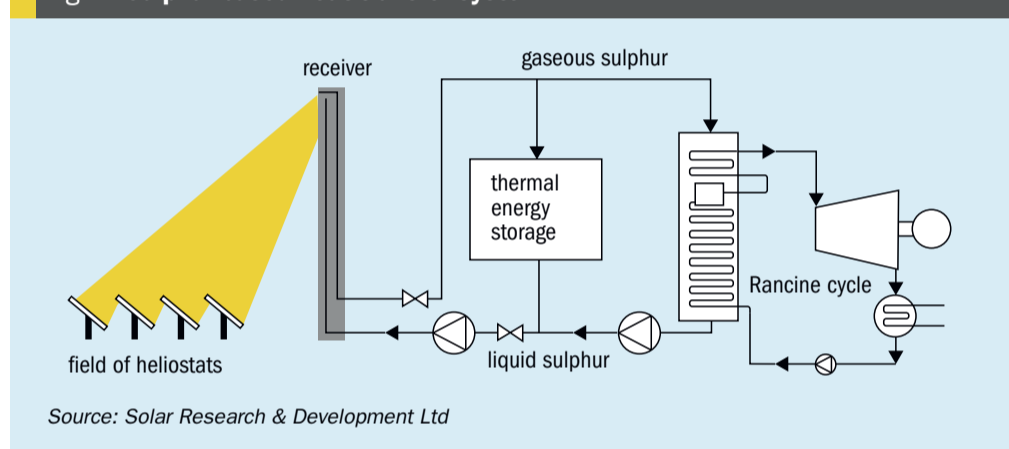 receiver
gaseous sulphur
thermal
energy
storage
Rancine cycle
liquid sulphur
field of heliostats
Source: Solar Research & Development Ltd